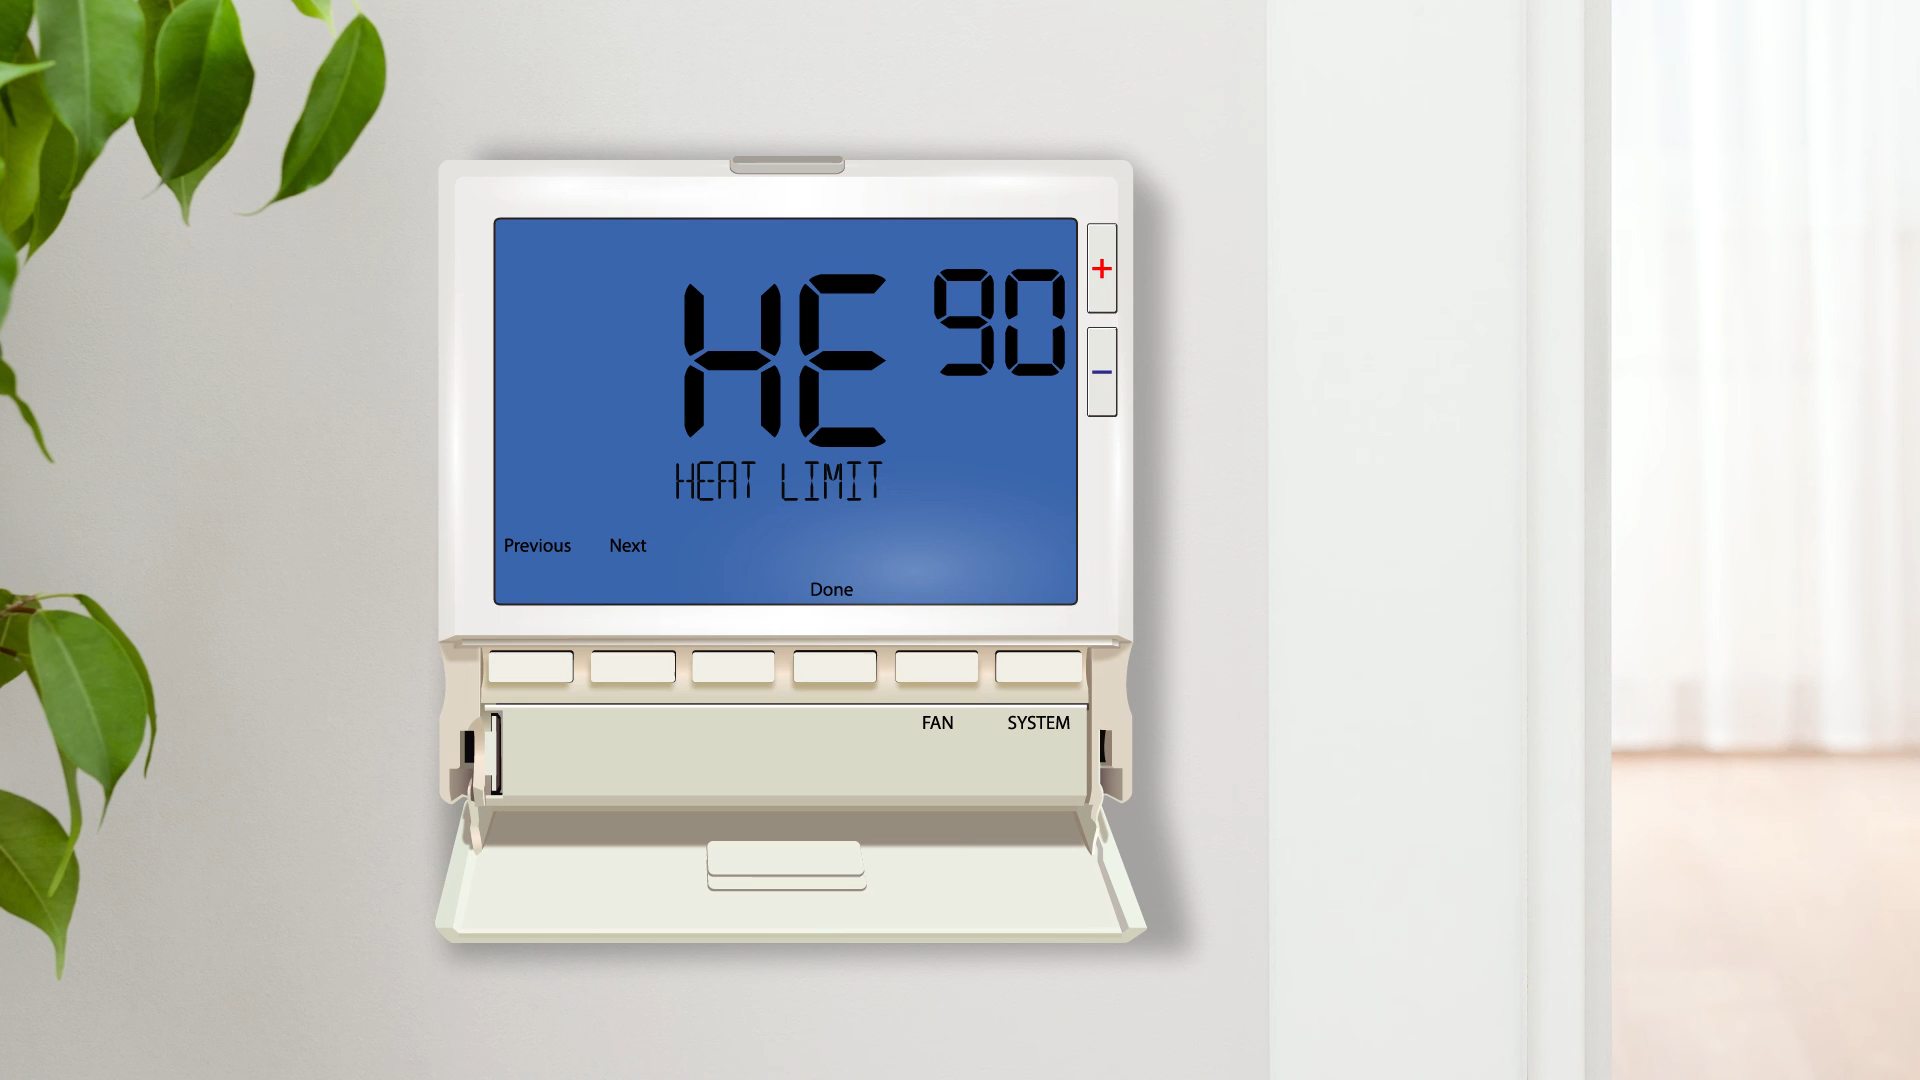 HE 90
+
−
HEAT LIMIT
Previous Next
Done
FAN SYSTEM